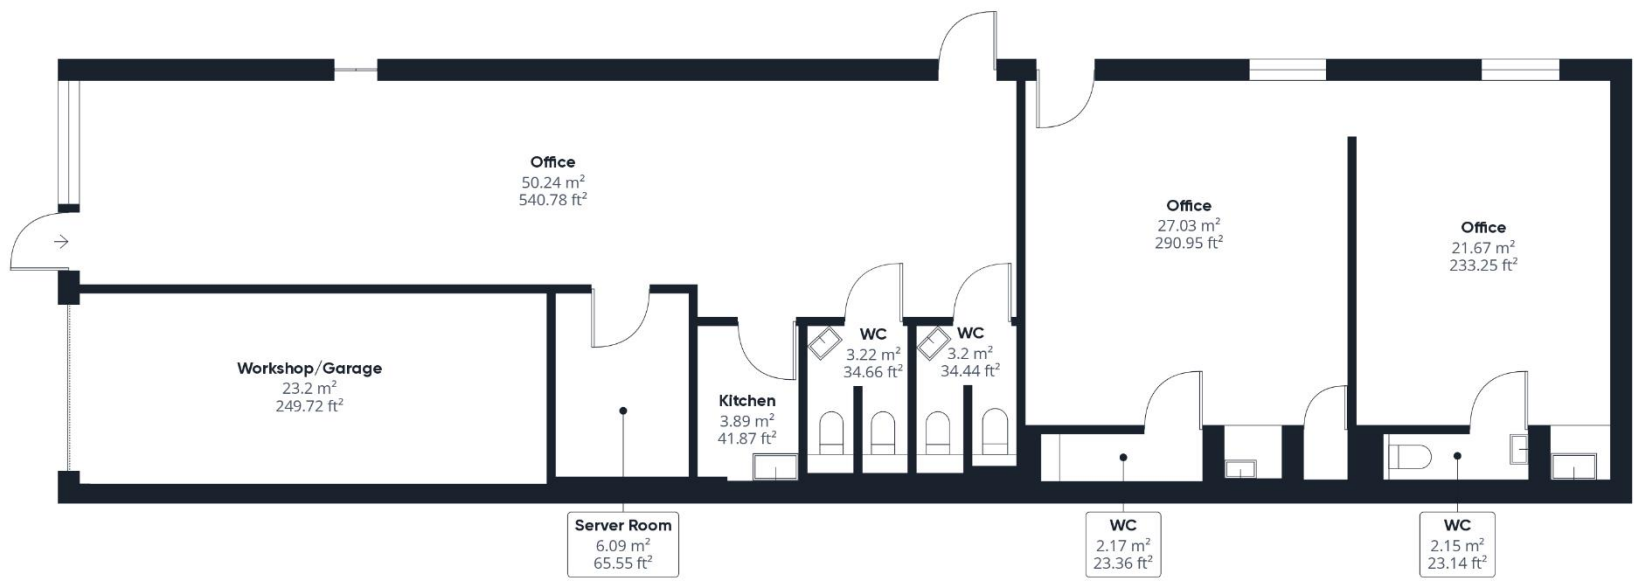 Office
50.24 m²
540.78 ft²
Office
27.03 m²
290.95 ft²
Office
21.67 m²
233.25 ft²
Workshop/Garage
23.2 m²
249.72 ft²
Kitchen
3.89 m²
41.87 ft²
WC
3.22 m²
34.66 ft²
WC
3.2 m²
34.44 ft²
Server Room
6.09 m²
65.55 ft²
WC
2.17 m²
23.36 ft²
WC
2.15 m²
23.14 ft²